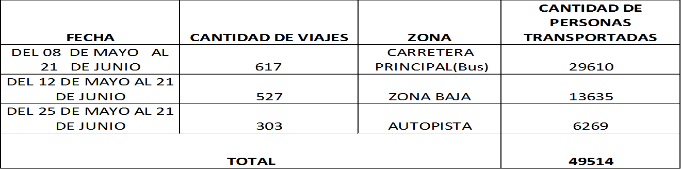 FECHA CANTIDAD DE VIAJES ZONA CANTIDAD DE PERSONAS TRANSPORTADAS
DEL 08 DE MAYO AL 21 DE JUNIO 617 CARRETERA PRINCIPAL(Bus) 29610
DEL 12 DE MAYO AL 21 DE JUNIO 527 ZONA BAJA 13635
DEL 25 DE MAYO AL 21 DE JUNIO 303 AUTOPISTA 6269
TOTAL 49514